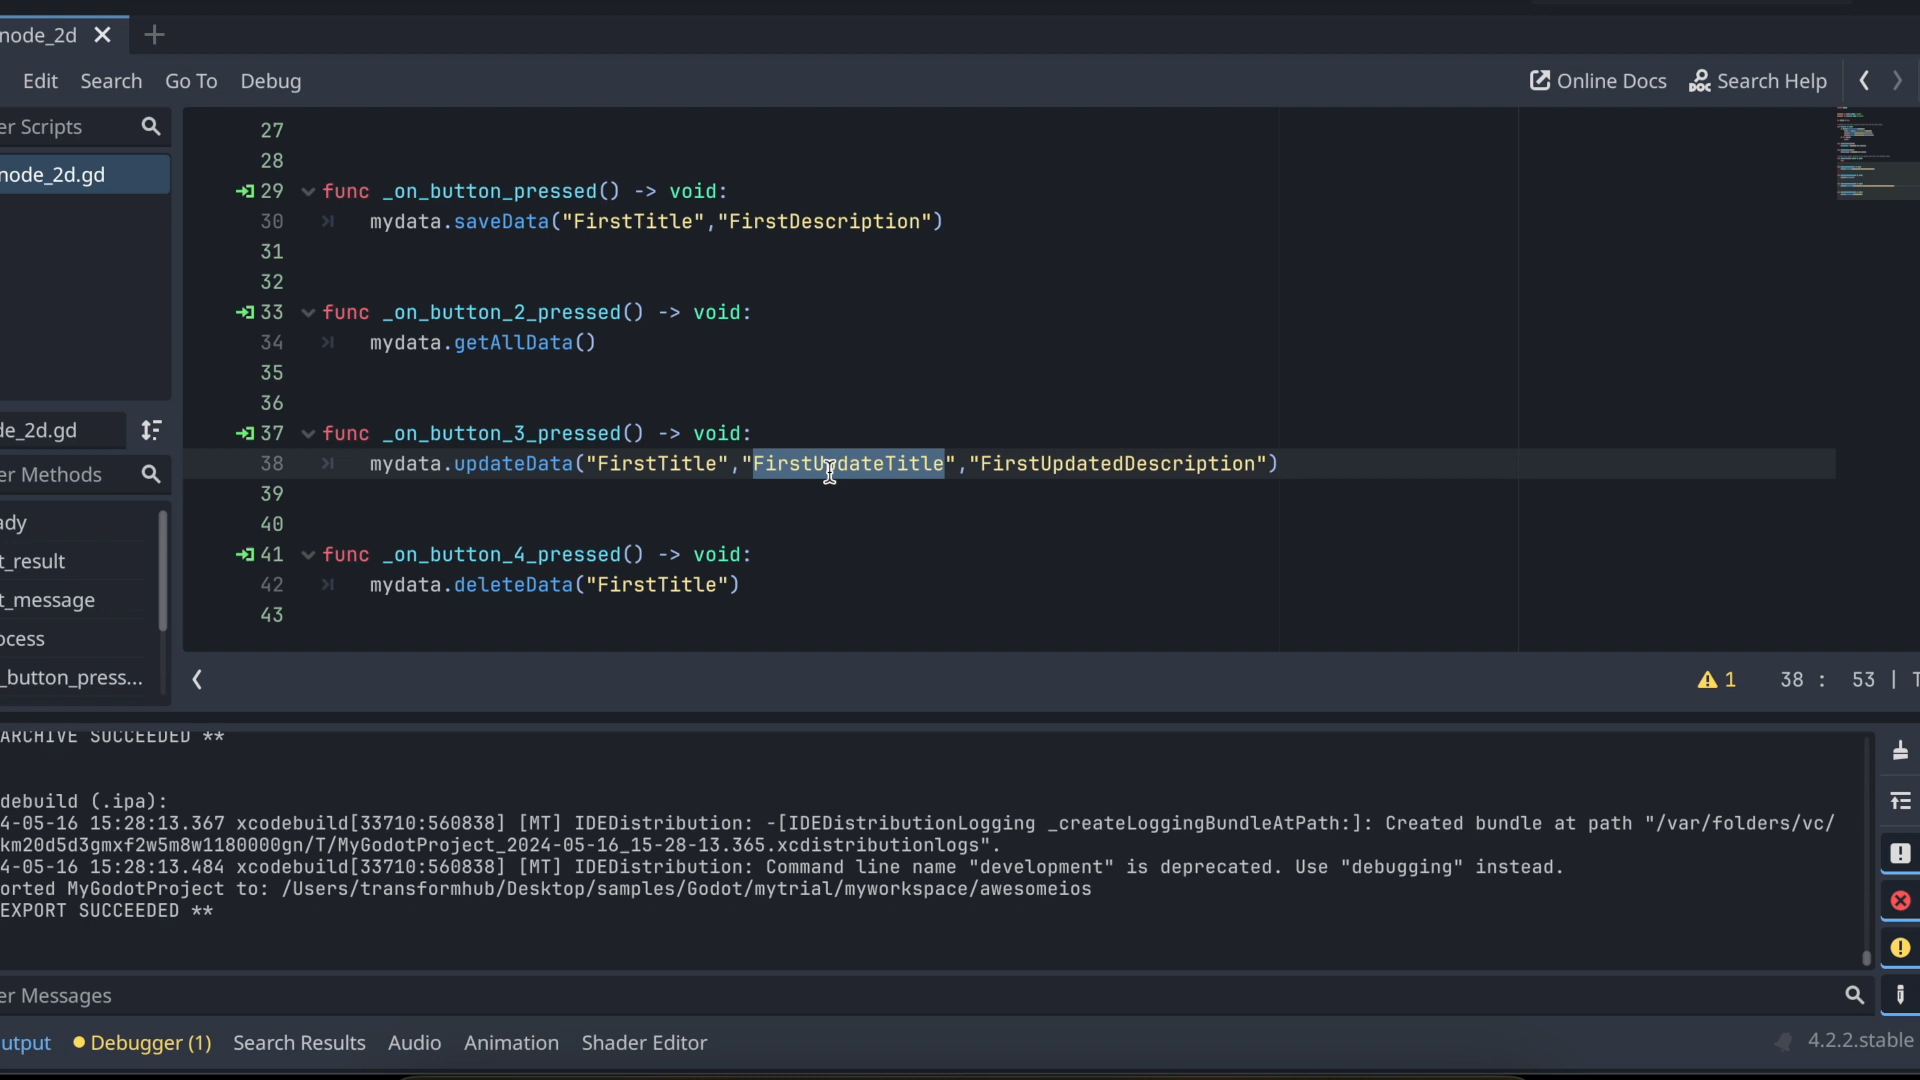 node_2d
Edit Search Go To Debug
Online Docs Search Help
er Scripts
node_2d.gd
de_2d.gd
er Methods
ady
t_result
t_message
ocess
_button_press...
27
28
29 func _on_button_pressed() -> void:
30 mydata.saveData("FirstTitle","FirstDescription")
31
32
33 func _on_button_2_pressed() -> void:
34 mydata.getAllData()
35
36
37 func _on_button_3_pressed() -> void:
38 mydata.updateData("FirstTitle","FirstUpdateTitle","FirstUpdatedDescription")
39
40
41 func _on_button_4_pressed() -> void:
42 mydata.deleteData("FirstTitle")
43
1 38 : 53 | T
ARCHIVE SUCCEEDED **
debuild (.ipa):
4-05-16 15:28:13.367 xcodebuild[33710:560838] [MT] IDEDistribution: -[IDEDistributionLogging _createLoggingBundleAtPath:]: Created bundle at path "/var/folders/vc/
km20d5d3gmxf2w5m8w1180000gn/T/MyGodotProject_2024-05-16_15-28-13.365.xcdistributionlogs".
4-05-16 15:28:13.484 xcodebuild[33710:560838] [MT] IDEDistribution: Command line name "development" is deprecated. Use "debugging" instead.
orted MyGodotProject to: /Users/transformhub/Desktop/samples/Godot/mytrial/myworkspace/awesomeios
EXPORT SUCCEEDED **
er Messages
utput Debugger (1) Search Results Audio Animation Shader Editor
4.2.2.stable